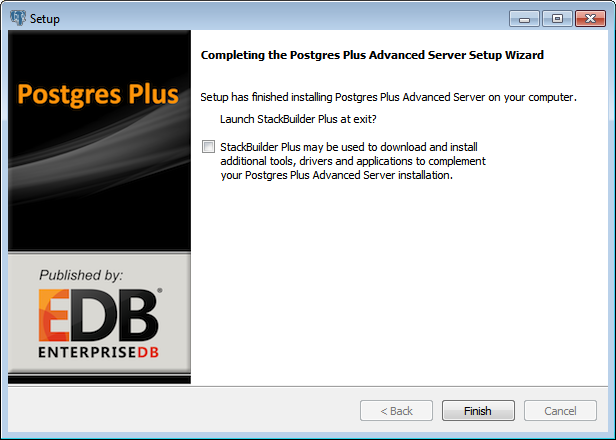 Setup
Postgres Plus
Completing the Postgres Plus Advanced Server Setup Wizard
Setup has finished installing Postgres Plus Advanced Server on your computer.
Launch StackBuilder Plus at exit?
StackBuilder Plus may be used to download and install
additional tools, drivers and applications to complement
your Postgres Plus Advanced Server installation.
Published by:
EDB®
ENTERPRISEDB
< Back
Finish
Cancel